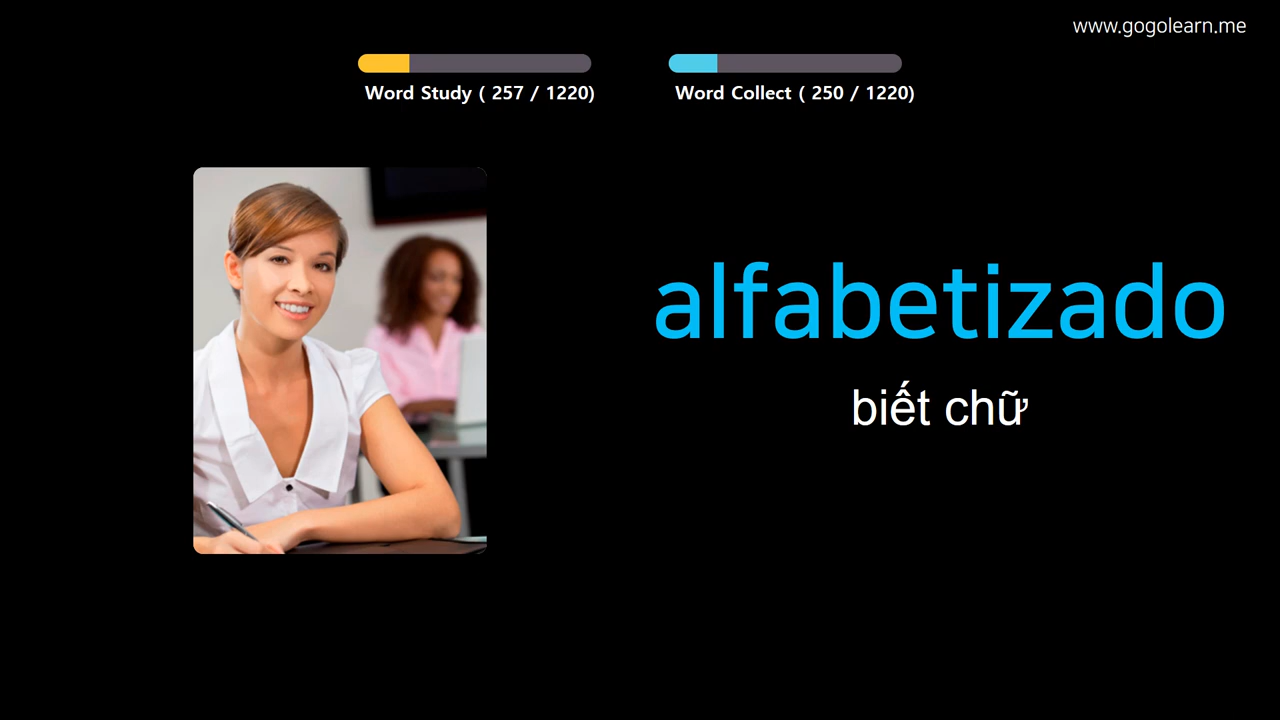 www.gogolearn.me
Word Study ( 257 / 1220)
Word Collect ( 250 / 1220)
alfabetizado
biết chữ